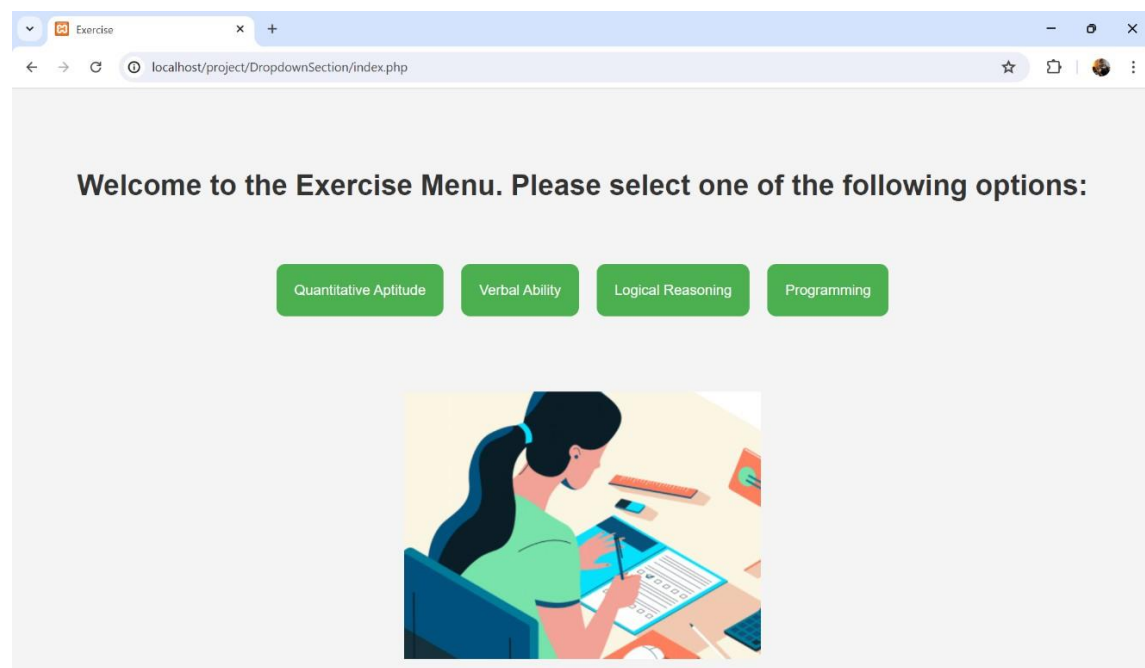 Exercise
localhost/project/DropdownSection/index.php
Welcome to the Exercise Menu. Please select one of the following options:
Quantitative Aptitude
Verbal Ability
Logical Reasoning
Programming